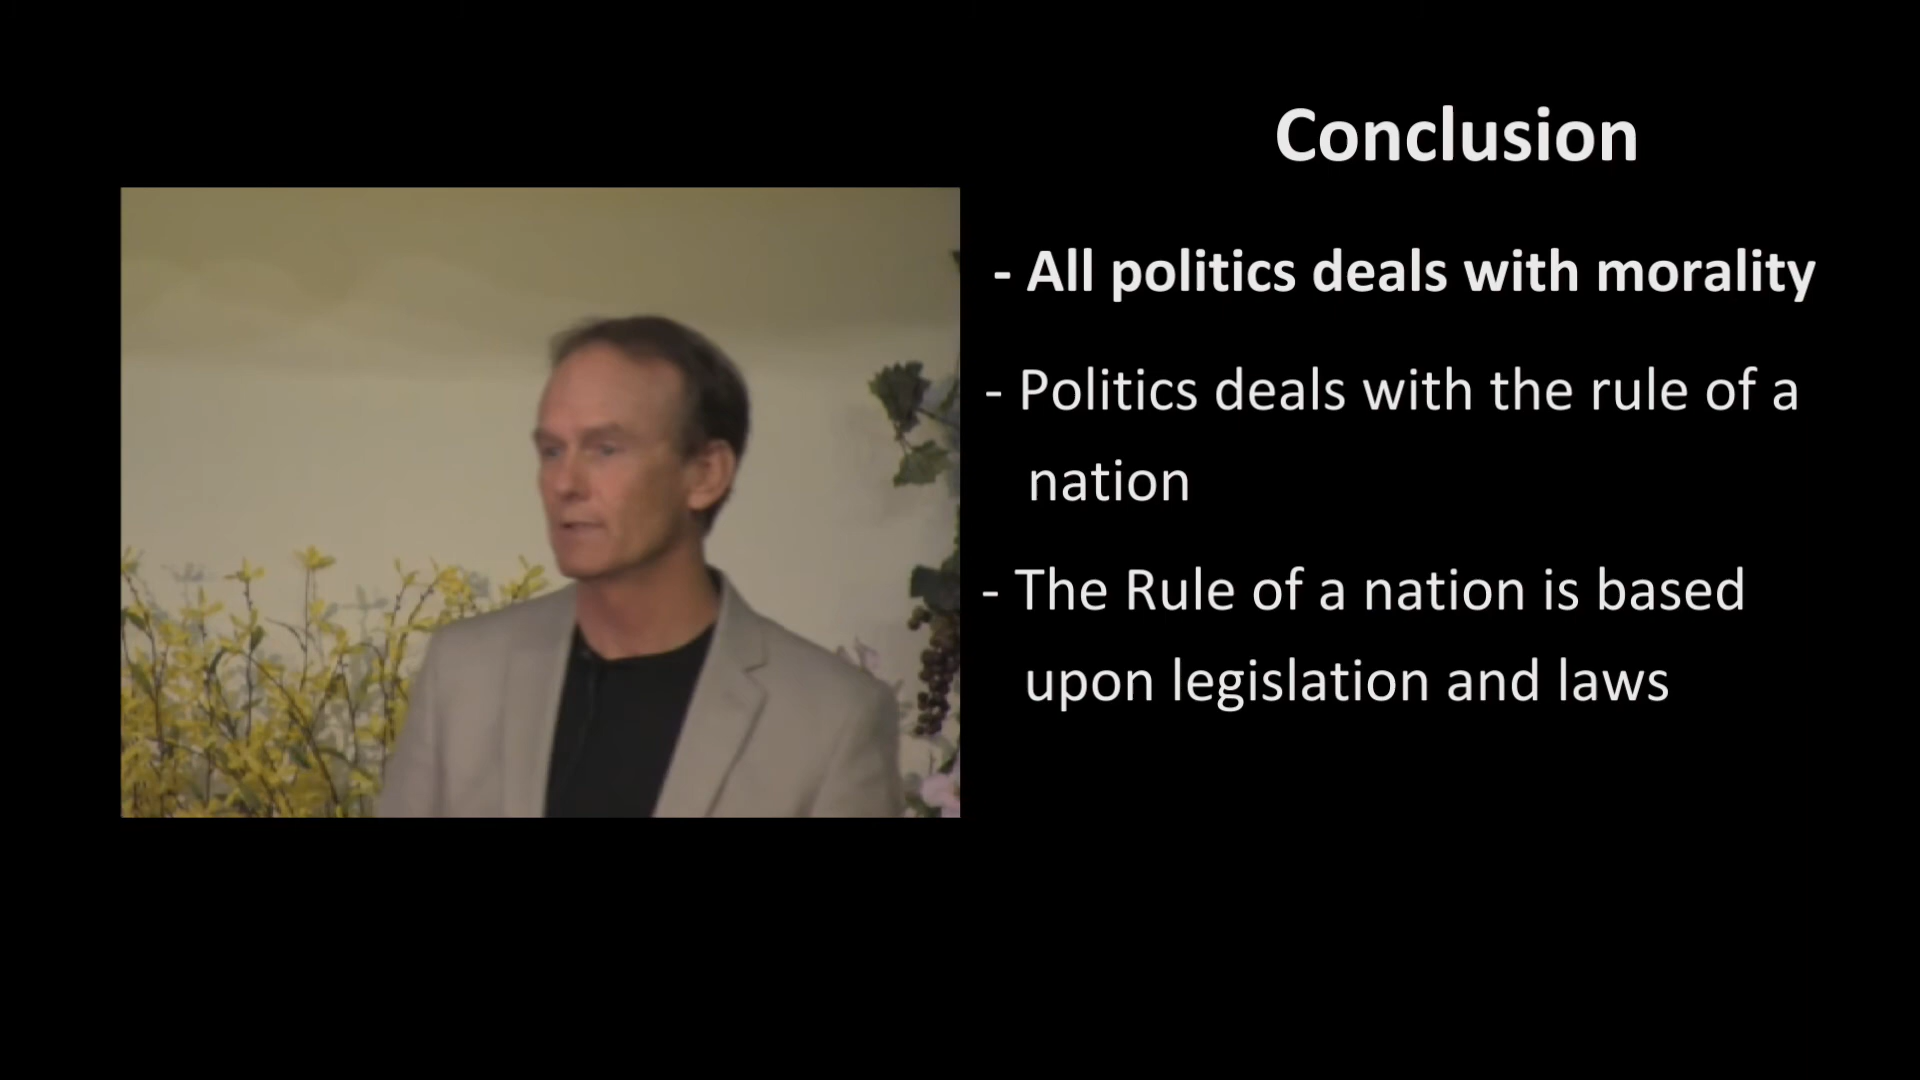 Conclusion
- All politics deals with morality
- Politics deals with the rule of a
nation
- The Rule of a nation is based
upon legislation and laws